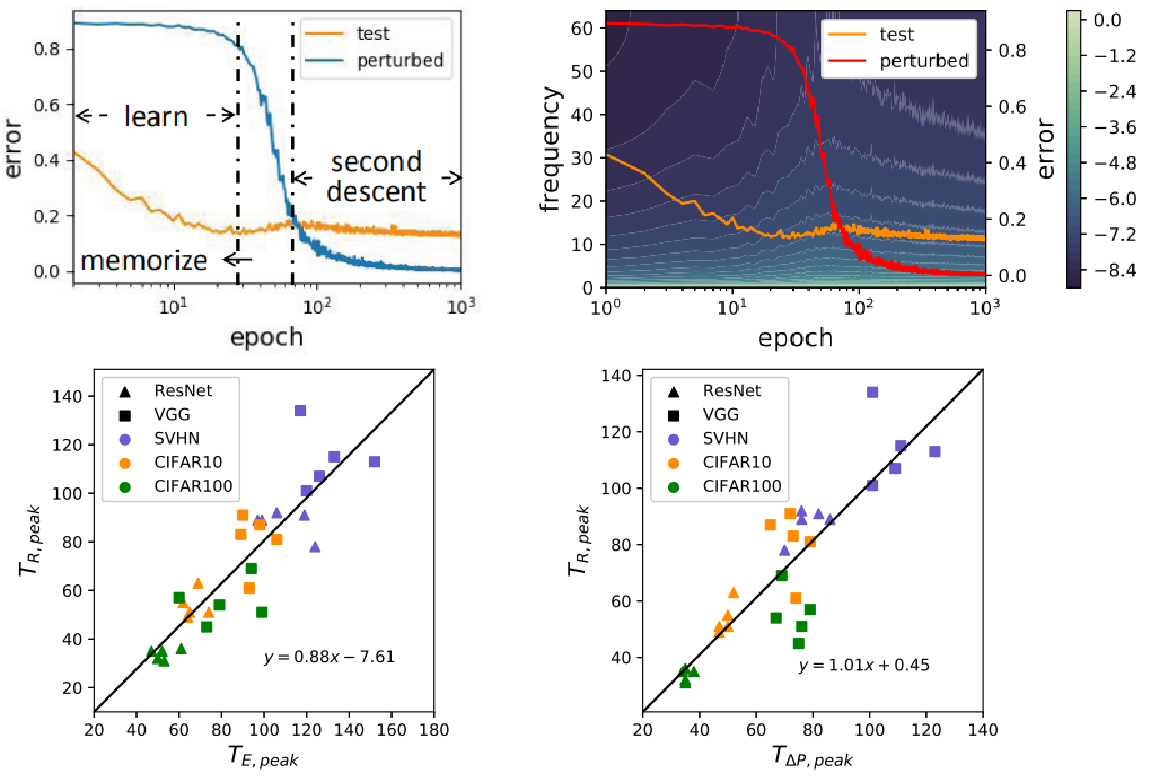 0.8
0.6
0.4
0.2
0.0
error
test
perturbed
learn
second
descent
memorize
10¹
10²
10³
epoch
60
50
40
30
20
10
0
frequency
test
perturbed
0.8
0.6
0.4
0.2
0.0
error
10⁰
10¹
10²
10³
epoch
0.0
−1.2
−2.4
−3.6
−4.8
−6.0
−7.2
−8.4
140
120
100
80
60
40
20
T_{R, peak}
ResNet
VGG
SVHN
CIFAR10
CIFAR100
y = 0.88x − 7.61
20 40 60 80 100 120 140 160 180
T_{E, peak}
140
120
100
80
60
40
T_{R, peak}
ResNet
VGG
SVHN
CIFAR10
CIFAR100
y = 1.01x + 0.45
20 40 60 80 100 120 140
T_{ΔP, peak}